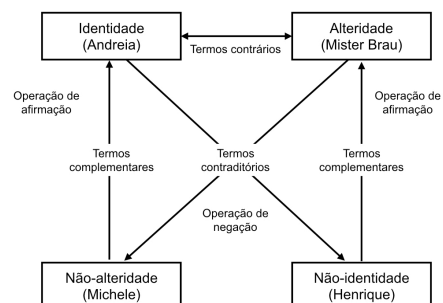 Identidade
(Andreia)
Alteridade
(Mister Brau)
Termos contrários
Operação de
afirmação
Operação de
afirmação
Termos
complementares
Termos
contraditórios
Termos
complementares
Operação de
negação
Não-alteridade
(Michele)
Não-identidade
(Henrique)